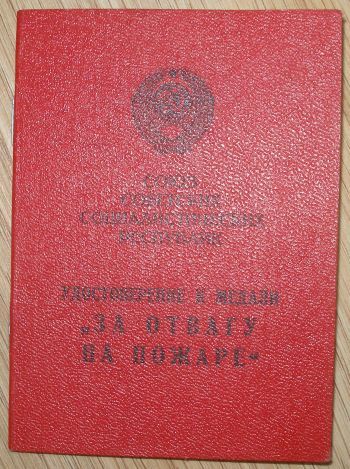 СОЮЗ
СОВЕТСКИХ
СОЦИАЛИСТИЧЕСКИХ
РЕСПУБЛИК
УДОСТОВЕРЕНИЕ К МЕДАЛИ
„ЗА ОТВАГУ
НА ПОЖАРЕ“